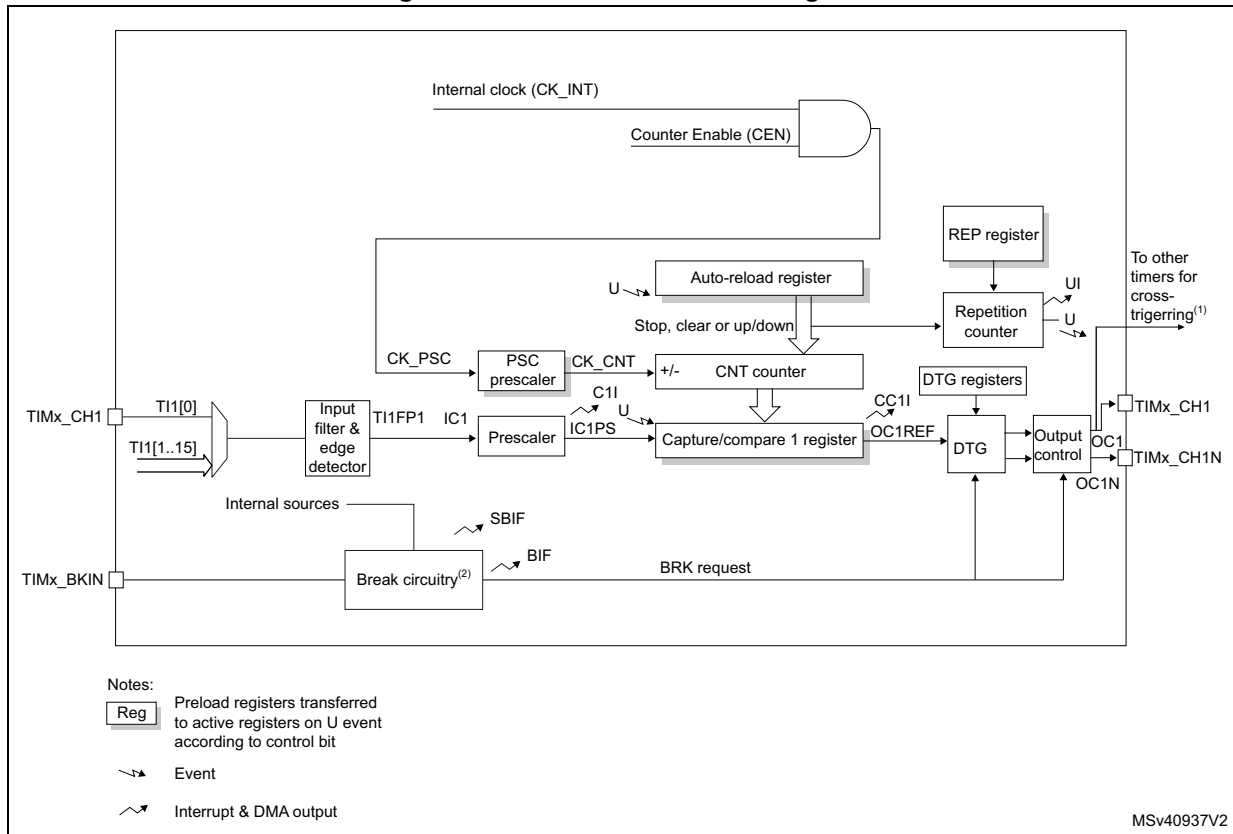 Internal clock (CK_INT)
Counter Enable (CEN)
REP register
To other
timers for
cross-
trigerring(1)
Auto-reload register
U
UI
Repetition
counter
U
Stop, clear or up/down
CK_PSC
PSC
prescaler
CK_CNT
+/-
CNT counter
DTG registers
TIMx_CH1
TI1[0]
TI1[1..15]
Input
filter &
edge
detector
TI1FP1
IC1
Prescaler
C1I
IC1PS
U
Capture/compare 1 register
CC1I
OC1REF
DTG
Output
control
OC1
TIMx_CH1
TIMx_CH1N
OC1N
Internal sources
SBIF
BIF
TIMx_BKIN
Break circuitry(2)
BRK request
Notes:
Reg
Preload registers transferred
to active registers on U event
according to control bit
Event
Interrupt & DMA output
MSv40937V2